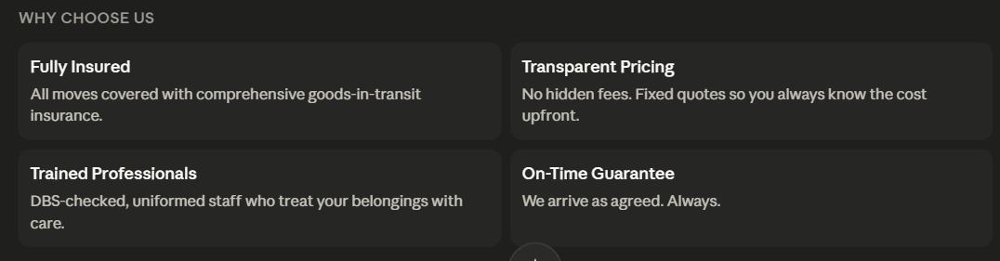 WHY CHOOSE US
Fully Insured
All moves covered with comprehensive goods-in-transit
insurance.
Transparent Pricing
No hidden fees. Fixed quotes so you always know the cost
upfront.
Trained Professionals
DBS-checked, uniformed staff who treat your belongings with
care.
On-Time Guarantee
We arrive as agreed. Always.